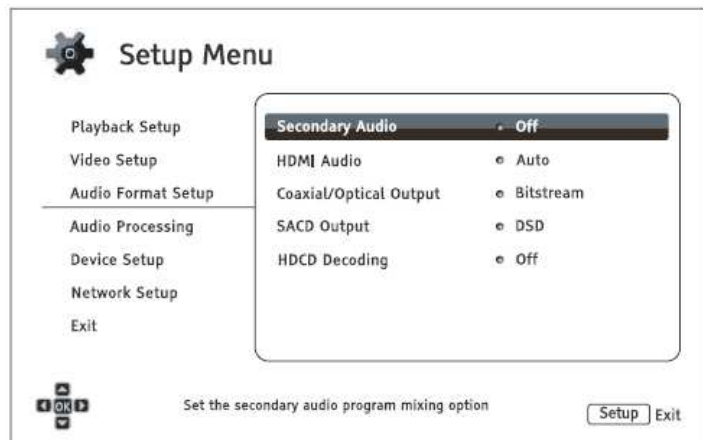 Setup Menu
Playback Setup
Video Setup
Audio Format Setup
Audio Processing
Device Setup
Network Setup
Exit
Secondary Audio Off
HDMI Audio Auto
Coaxial/Optical Output Bitstream
SACD Output DSD
HDCD Decoding Off
OK
Set the secondary audio program mixing option
Setup Exit